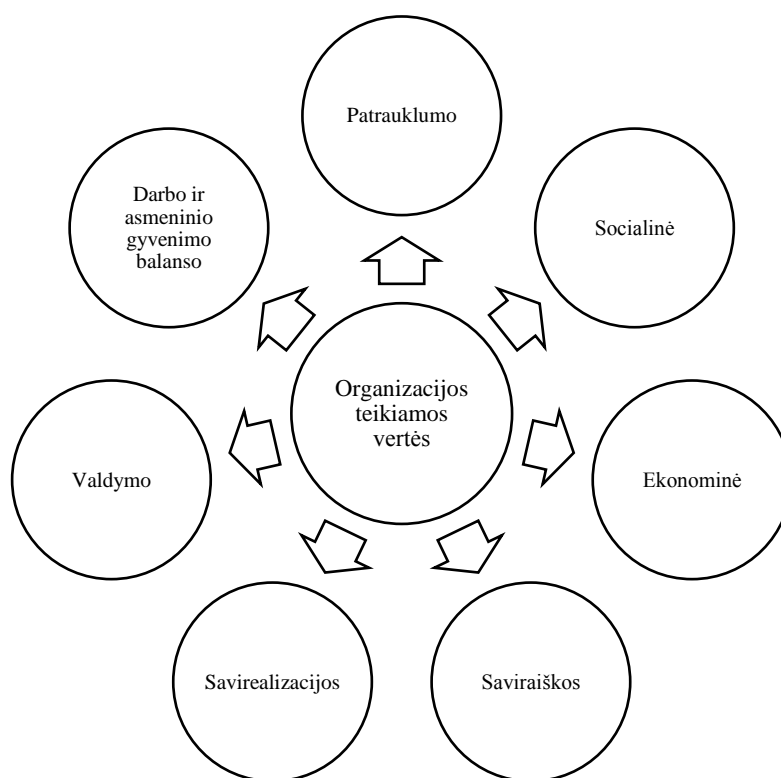 Patrauklumo
Darbo ir
asmeninio
gyvenimo
balanso
Socialinė
Organizacijos
teikiamos
vertės
Valdymo
Ekonominė
Savirealizacijos
Saviraiškos